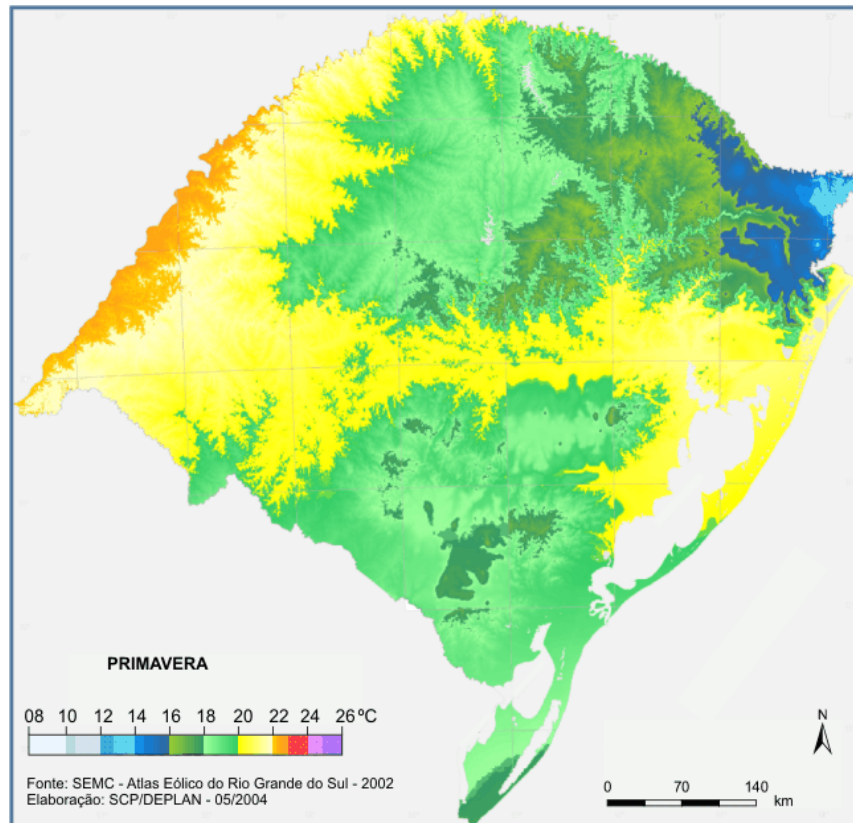 PRIMAVERA
08 10 12 14 16 18 20 22 24 26 ºC
Fonte: SEMC - Atlas Eólico do Rio Grande do Sul - 2002
Elaboração: SCP/DEPLAN - 05/2004
N
0 70 140
km